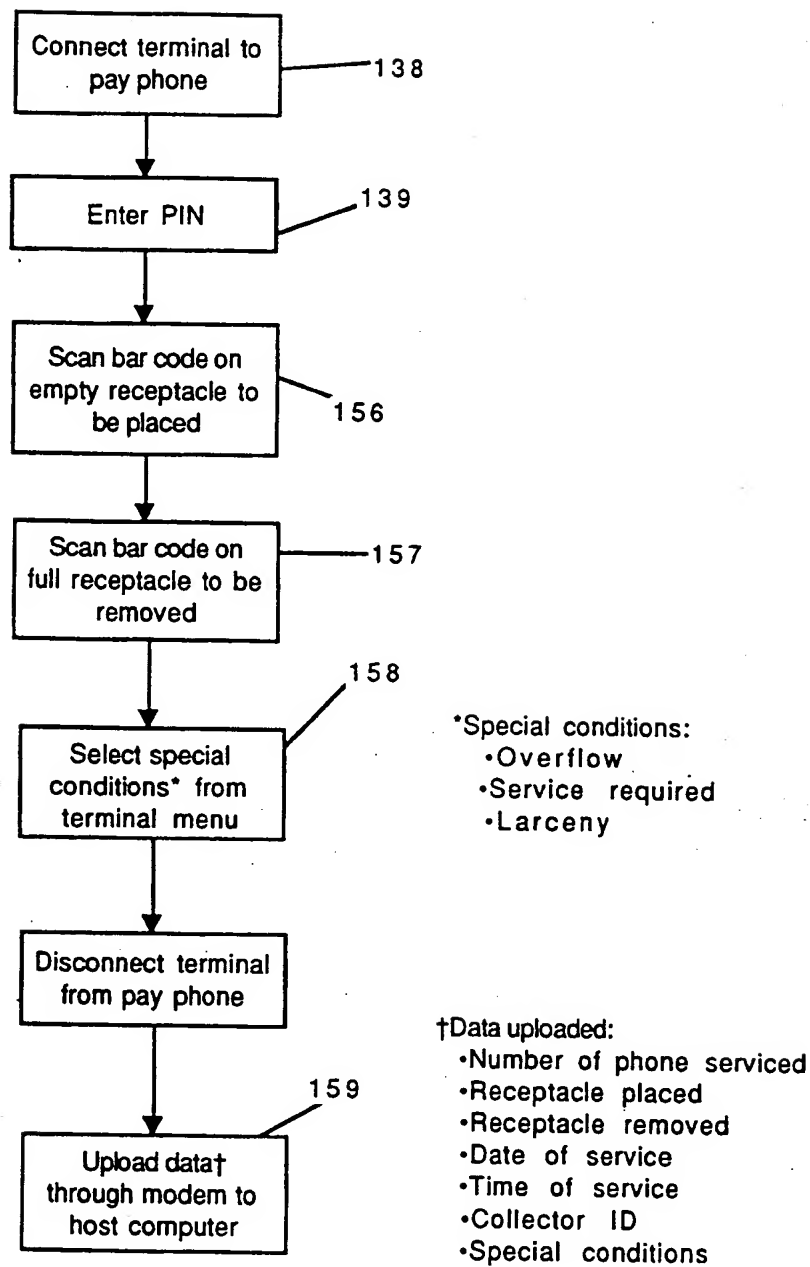 Connect terminal to
pay phone
138
Enter PIN
139
Scan bar code on
empty receptacle to
be placed
156
Scan bar code on
full receptacle to be
removed
157
158
Select special
conditions* from
terminal menu
*Special conditions:
•Overflow
•Service required
•Larceny
Disconnect terminal
from pay phone
159
Upload data†
through modem to
host computer
†Data uploaded:
•Number of phone serviced
•Receptacle placed
•Receptacle removed
•Date of service
•Time of service
•Collector ID
•Special conditions